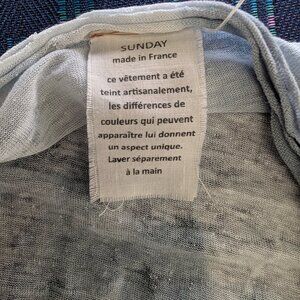 SUNDAY
made in France
ce vêtement a été
teint artisanalement,
les différences de
couleurs qui peuvent
apparaître lui donnent
un aspect unique.
Laver séparement
à la main